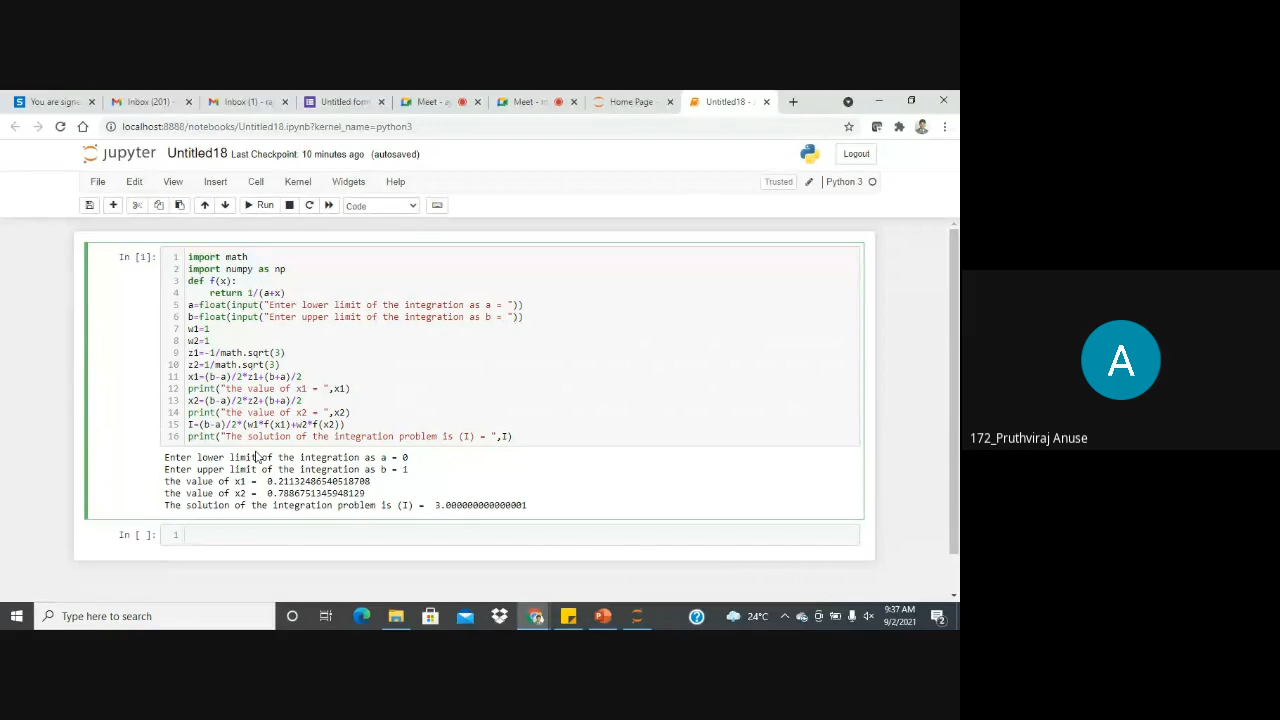 You are signe
Inbox (201) -
Inbox (1) - ra
Untitled form
Meet - a
Meet - m
Home Page -
Untitled18 -
localhost:8888/notebooks/Untitled18.ipynb?kernel_name=python3
jupyter Untitled18 Last Checkpoint: 10 minutes ago (autosaved)
Logout
File Edit View Insert Cell Kernel Widgets Help
Trusted Python 3
Run Code
In [1]:
1 import math
2 import numpy as np
3 def f(x):
4 return 1/(a+x)
5 a=float(input("Enter lower limit of the integration as a = "))
6 b=float(input("Enter upper limit of the integration as b = "))
7 w1=1
8 w2=1
9 z1=-1/math.sqrt(3)
10 z2=1/math.sqrt(3)
11 x1=(b-a)/2*z1+(b+a)/2
12 print("the value of x1 = ",x1)
13 x2=(b-a)/2*z2+(b+a)/2
14 print("the value of x2 = ",x2)
15 I=(b-a)/2*(w1*f(x1)+w2*f(x2))
16 print("The solution of the integration problem is (I) = ",I)
Enter lower limit of the integration as a = 0
Enter upper limit of the integration as b = 1
the value of x1 = 0.21132486540518708
the value of x2 = 0.7886751345948129
The solution of the integration problem is (I) = 3.000000000000001
In [ ]: 1
A
172_Pruthviraj Anuse
Type here to search
24°C
9:37 AM
9/2/2021
2